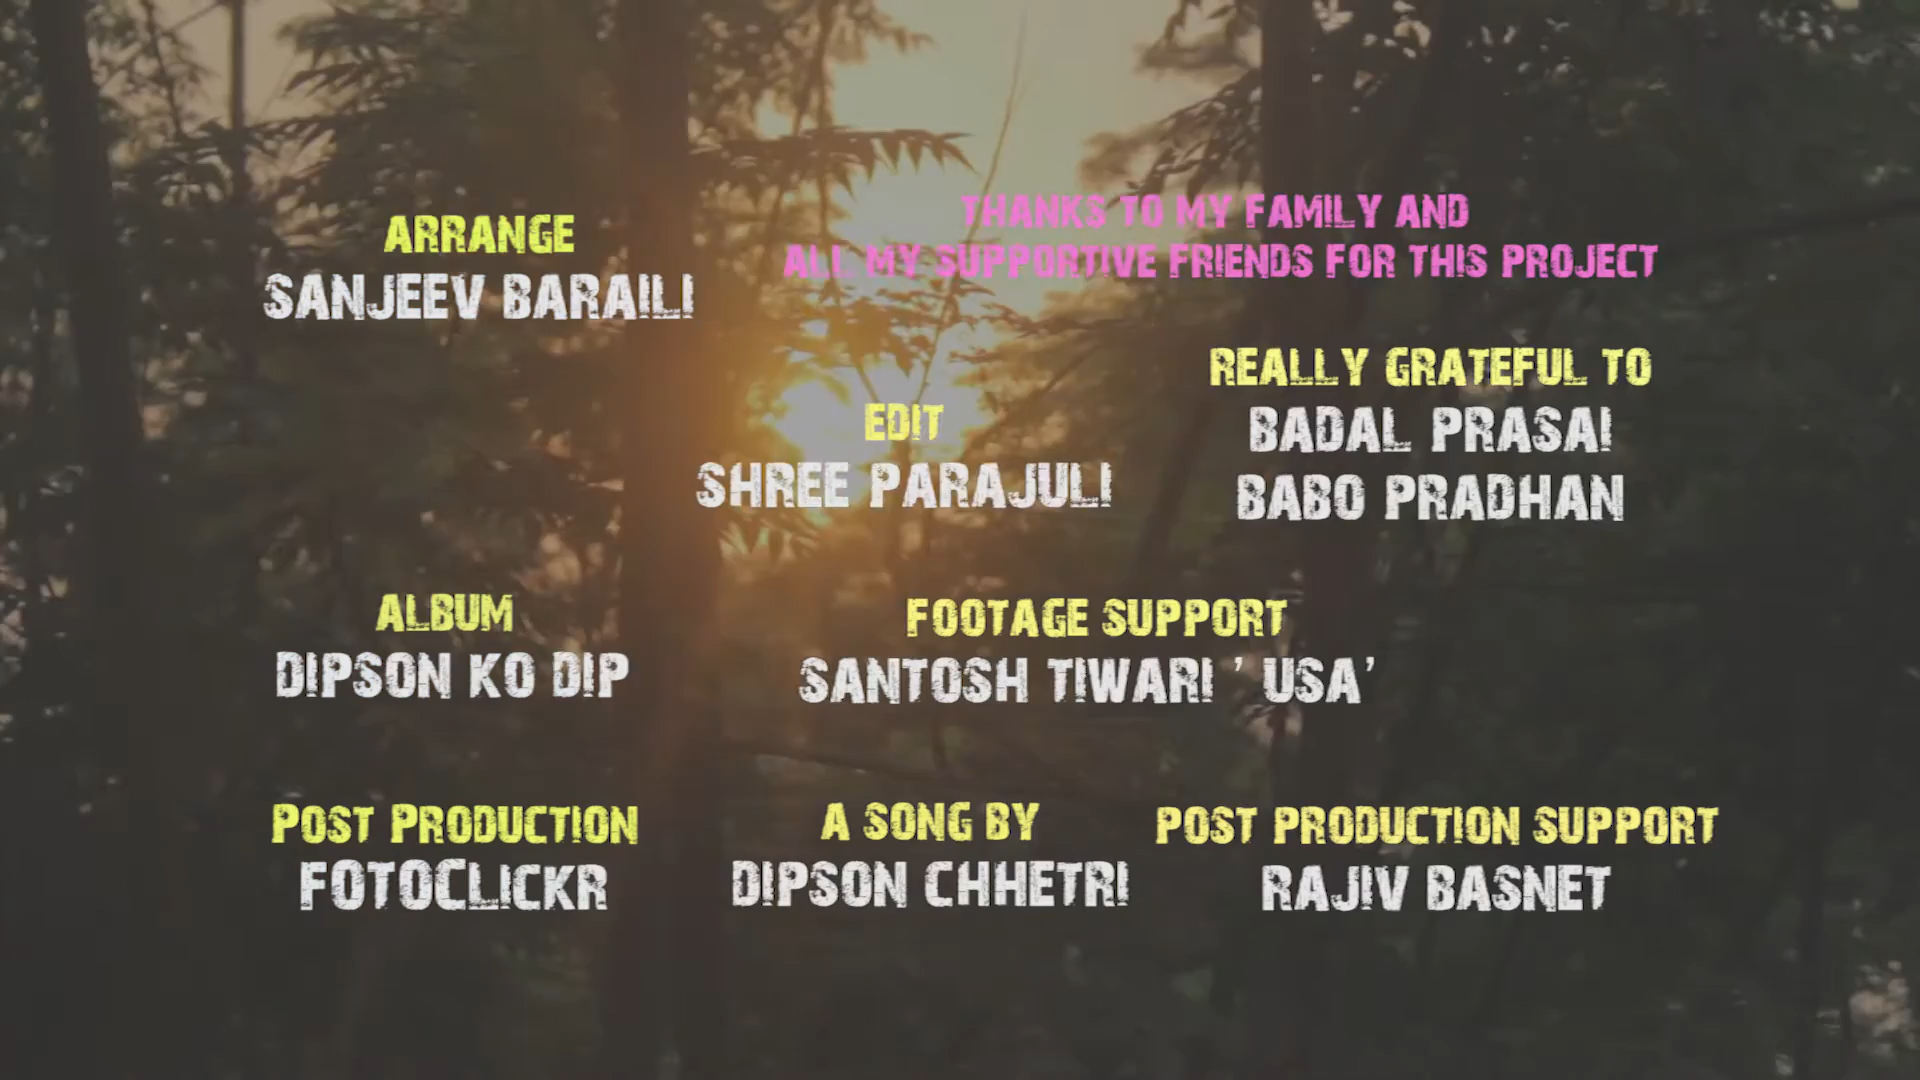 ARRANGE
SANJEEV BARAILI
THANKS TO MY FAMILY AND
ALL MY SUPPORTIVE FRIENDS FOR THIS PROJECT
REALLY GRATEFUL TO
BADAL PRASAI
BABO PRADHAN
EDIT
SHREE PARAJULI
ALBUM
DIPSON KO DIP
FOOTAGE SUPPORT
SANTOSH TIWARI ' USA'
POST PRODUCTION
FOTOCLICKR
A SONG BY
DIPSON CHHETRI
POST PRODUCTION SUPPORT
RAJIV BASNET